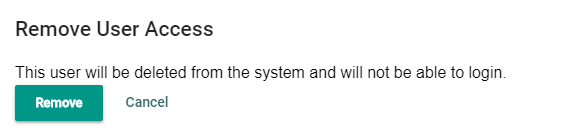 Remove User Access
This user will be deleted from the system and will not be able to login.
Remove Cancel